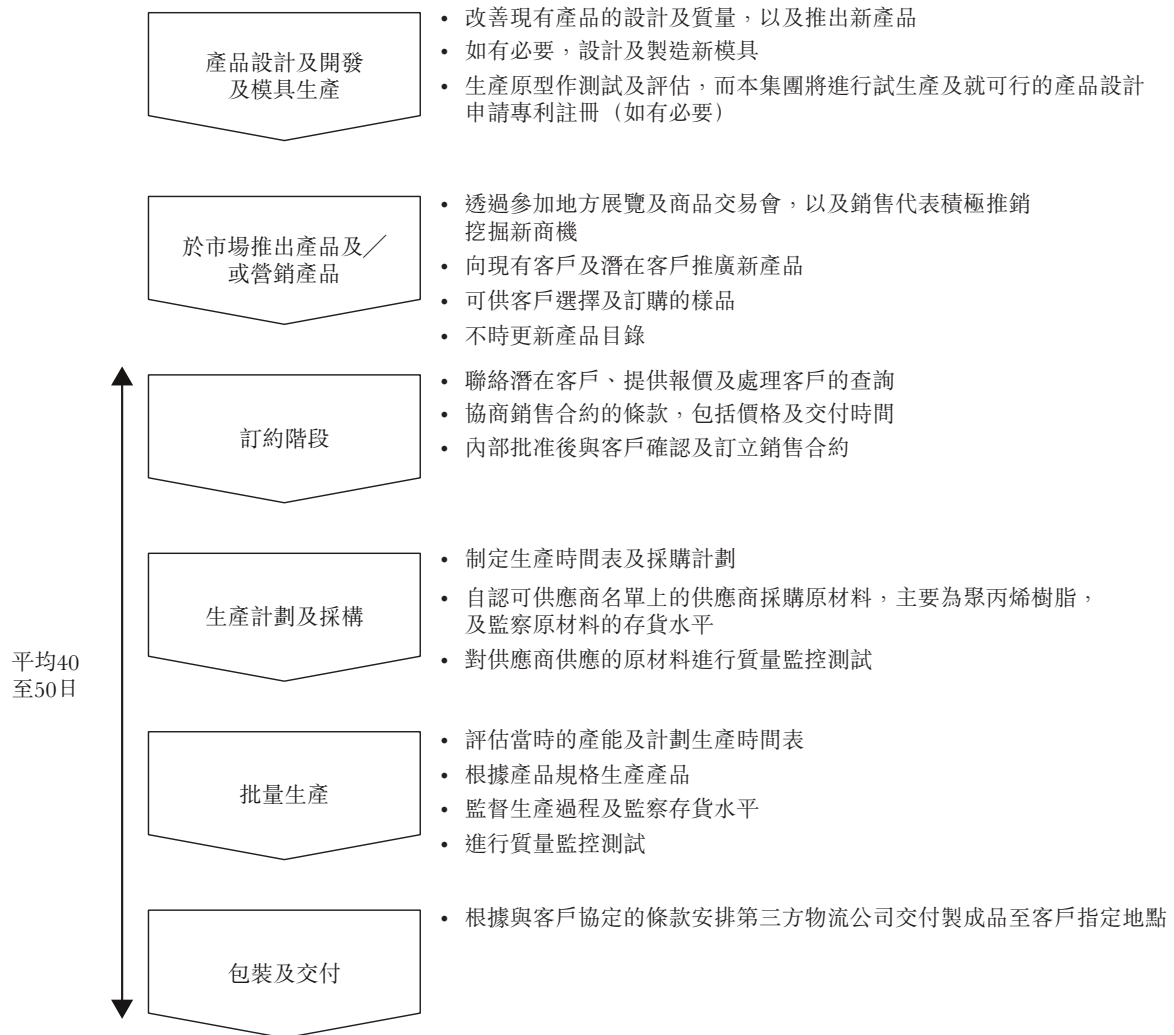 產品設計及開發
及模具生產
• 改善現有產品的設計及質量，以及推出新產品
• 如有必要，設計及製造新模具
• 生產原型作測試及評估，而本集團將進行試生產及就可行的產品設計
申請專利註冊（如有必要）
於市場推出產品及╱
或營銷產品
• 透過參加地方展覽及商品交易會，以及銷售代表積極推銷
挖掘新商機
• 向現有客戶及潛在客戶推廣新產品
• 可供客戶選擇及訂購的樣品
• 不時更新產品目錄
平均40
至50日
訂約階段
• 聯絡潛在客戶、提供報價及處理客戶的查詢
• 協商銷售合約的條款，包括價格及交付時間
• 內部批准後與客戶確認及訂立銷售合約
生產計劃及採構
• 制定生產時間表及採購計劃
• 自認可供應商名單上的供應商採購原材料，主要為聚丙烯樹脂，
及監察原材料的存貨水平
• 對供應商供應的原材料進行質量監控測試
批量生產
• 評估當時的產能及計劃生產時間表
• 根據產品規格生產產品
• 監督生產過程及監察存貨水平
• 進行質量監控測試
包裝及交付
• 根據與客戶協定的條款安排第三方物流公司交付製成品至客戶指定地點